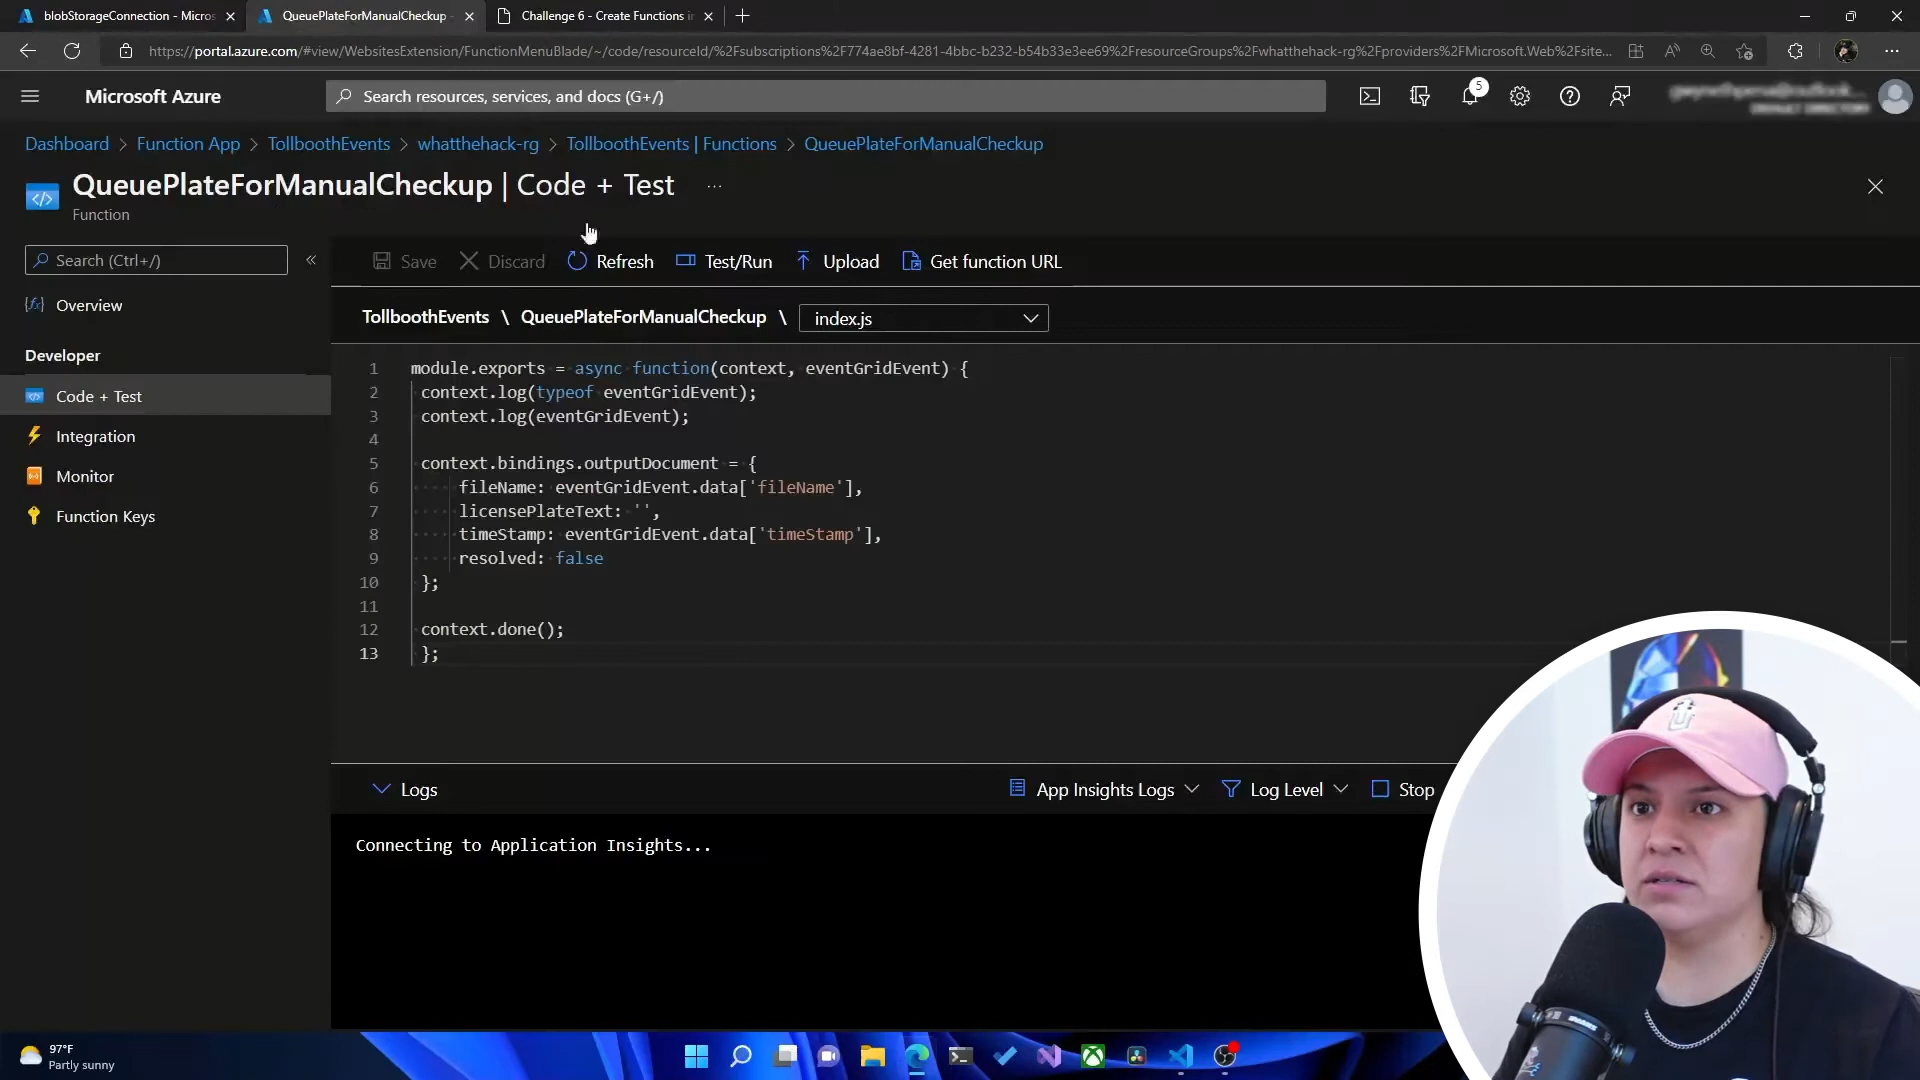 blobStorageConnection - Micros
QueuePlateForManualCheckup -
Challenge 6 - Create Functions in
https://portal.azure.com/#view/WebsitesExtension/FunctionMenuBlade/~/code/resourceId/%2Fsubscriptions%2F774ae8bf-4281-4bbc-b232-b54b33e3ee69%2FresourceGroups%2Fwhatthehack-rg%2Fproviders%2FMicrosoft.Web%2Fsite...
Microsoft Azure
Search resources, services, and docs (G+/)
5
Dashboard > Function App > TollboothEvents > whatthehack-rg > TollboothEvents | Functions > QueuePlateForManualCheckup
QueuePlateForManualCheckup | Code + Test ...
Function
Search (Ctrl+/) «
Save Discard Refresh Test/Run Upload Get function URL
Overview
Developer
Code + Test
Integration
Monitor
Function Keys
TollboothEvents \ QueuePlateForManualCheckup \ index.js
1 module.exports = async function(context, eventGridEvent) {
2 context.log(typeof eventGridEvent);
3 context.log(eventGridEvent);
4
5 context.bindings.outputDocument = {
6 fileName: eventGridEvent.data['fileName'],
7 licensePlateText: '',
8 timeStamp: eventGridEvent.data['timeStamp'],
9 resolved: false
10 };
11
12 context.done();
13 };
Logs App Insights Logs Log Level Stop
Connecting to Application Insights...
97°F
Partly sunny